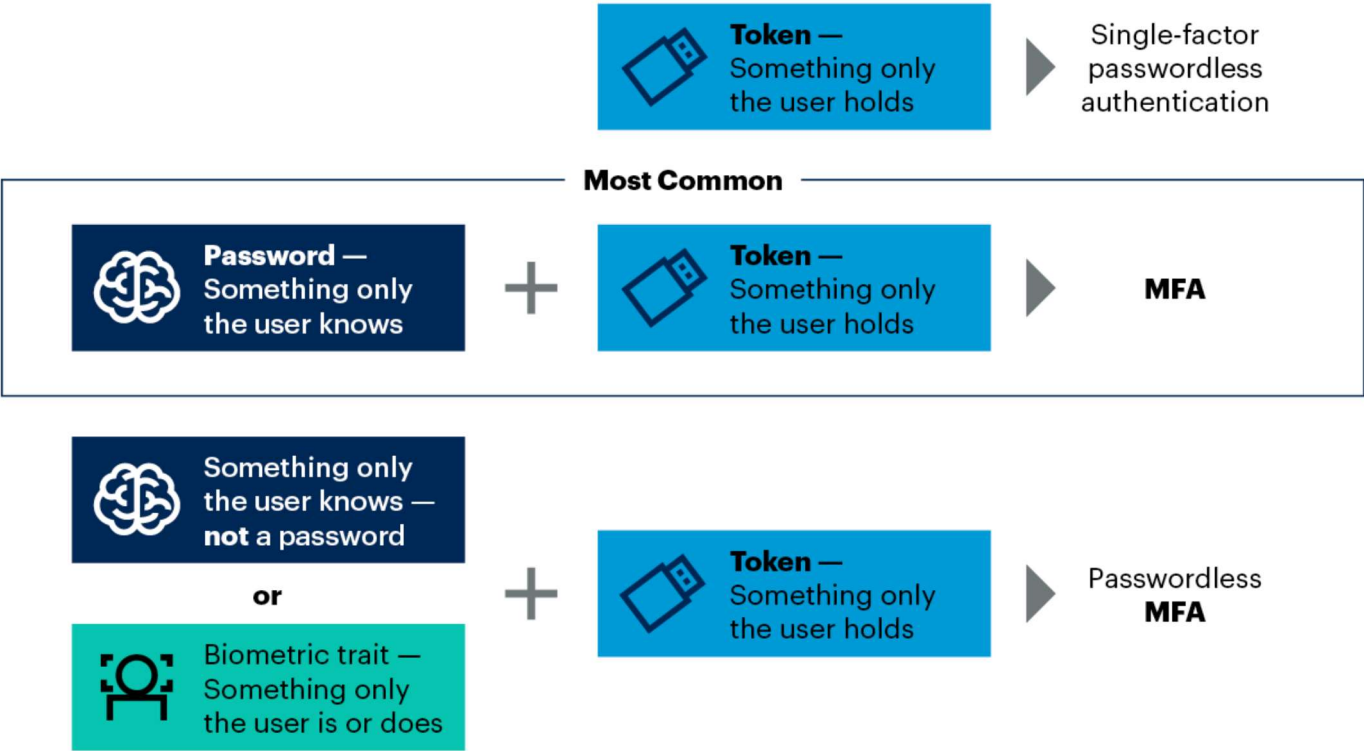 Token —
Something only
the user holds
Single-factor
passwordless
authentication
Most Common
Password —
Something only
the user knows
+
Token —
Something only
the user holds
MFA
Something only
the user knows —
not a password
or
Biometric trait —
Something only
the user is or does
+
Token —
Something only
the user holds
Passwordless
MFA